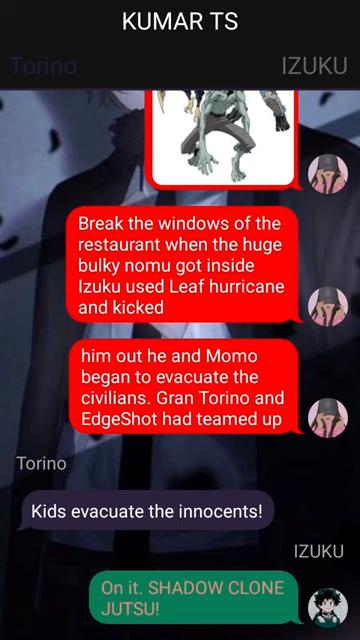 KUMAR TS
Torino
IZUKU
Break the windows of the
restaurant when the huge
bulky nomu got inside
Izuku used Leaf hurricane
and kicked
him out he and Momo
began to evacuate the
civilians. Gran Torino and
EdgeShot had teamed up
Torino
Kids evacuate the innocents!
IZUKU
On it. SHADOW CLONE
JUTSU!